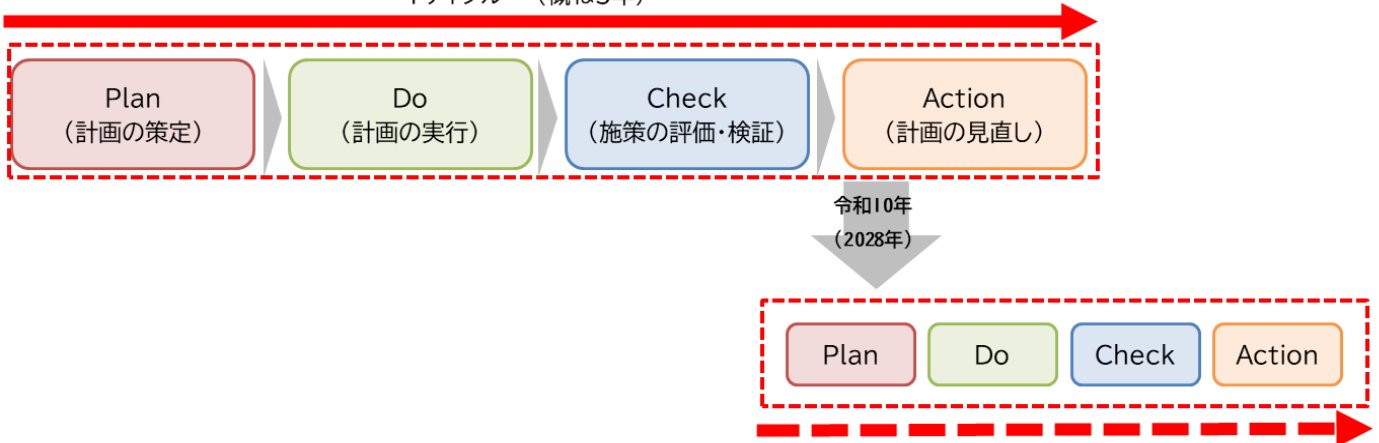 Plan
（計画の策定）
Do
（計画の実行）
Check
（施策の評価・検証）
Action
（計画の見直し）
令和10年
（2028年）
Plan
Do
Check
Action